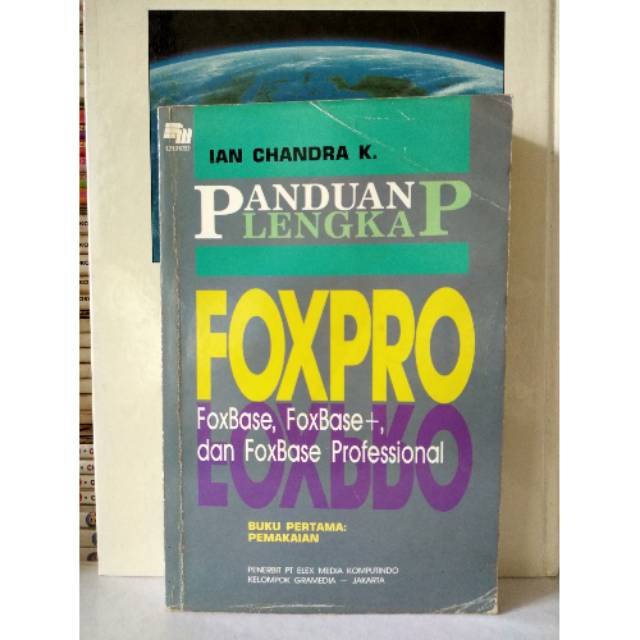 IAN CHANDRA K.
PANDUAN
LENGKAP
FOXPRO
FoxBase, FoxBase+,
dan FoxBase Professional
BUKU PERTAMA:
PEMAKAIAN
PENERBIT PT ELEX MEDIA KOMPUTINDO
KELOMPOK GRAMEDIA — JAKARTA